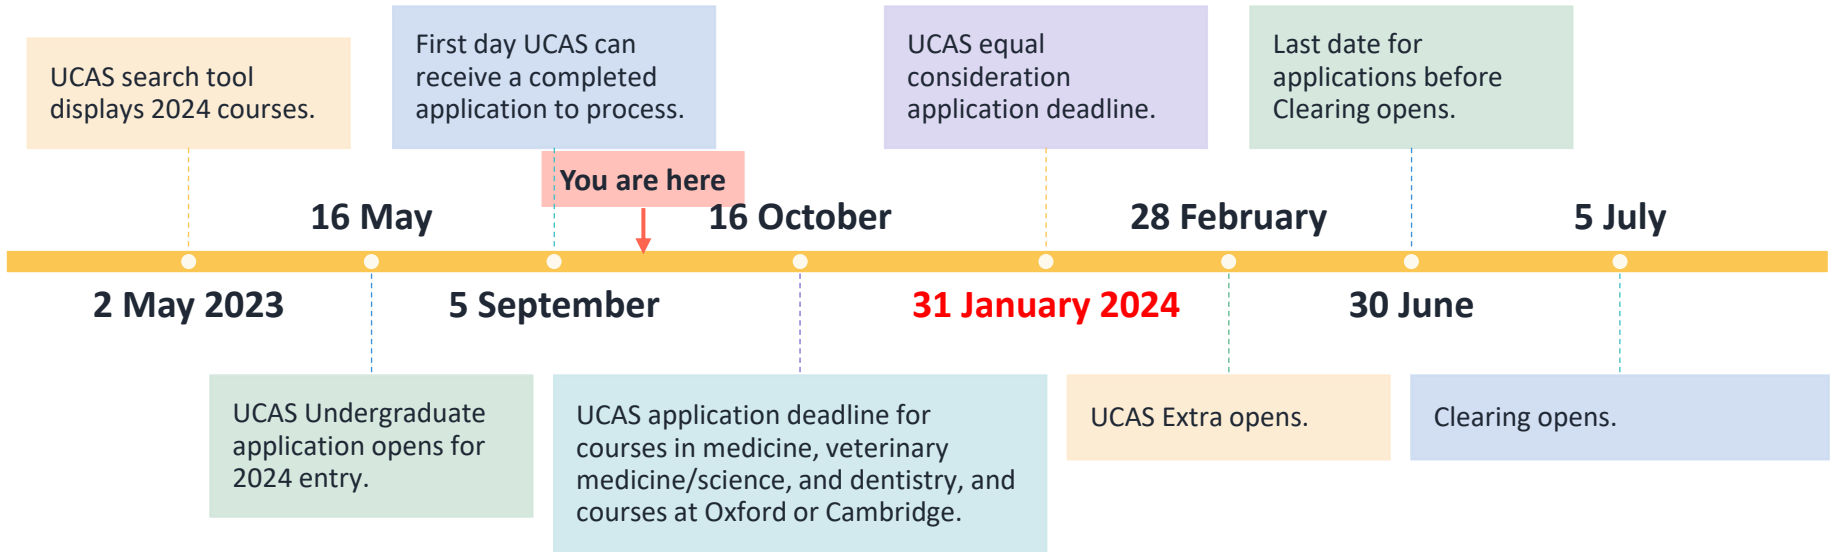 UCAS search tool
displays 2024 courses.
First day UCAS can
receive a completed
application to process.
UCAS equal
consideration
application deadline.
Last date for
applications before
Clearing opens.
You are here
16 May
16 October
28 February
5 July
2 May 2023
5 September
31 January 2024
30 June
UCAS Undergraduate
application opens for
2024 entry.
UCAS application deadline for
courses in medicine, veterinary
medicine/science, and dentistry, and
courses at Oxford or Cambridge.
UCAS Extra opens.
Clearing opens.